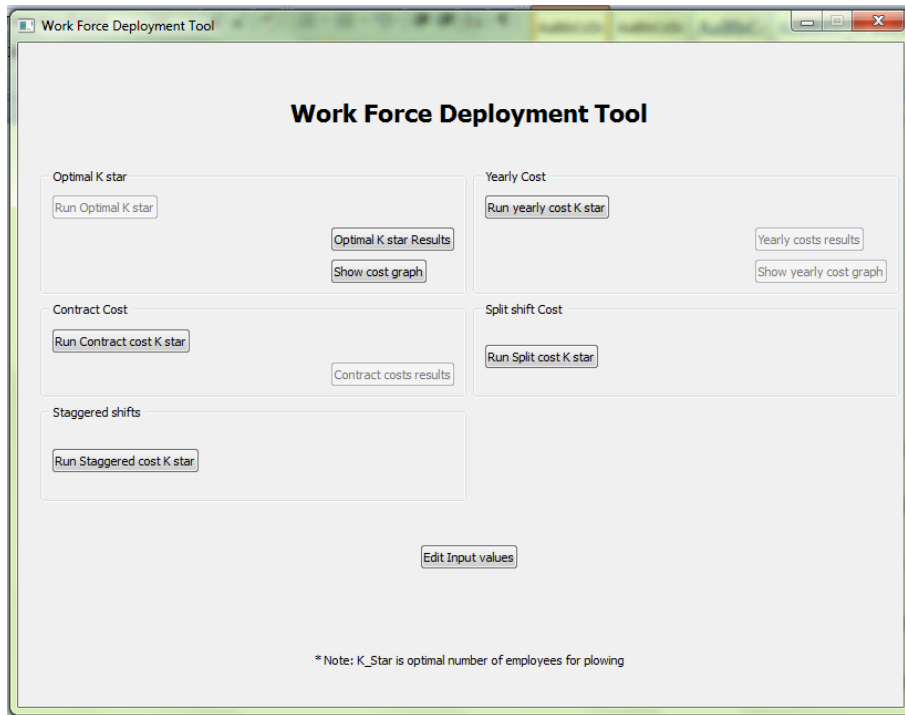 Work Force Deployment Tool
Work Force Deployment Tool
Optimal K star
Run Optimal K star
Optimal K star Results
Show cost graph
Yearly Cost
Run yearly cost K star
Yearly costs results
Show yearly cost graph
Contract Cost
Run Contract cost K star
Contract costs results
Split shift Cost
Run Split cost K star
Staggered shifts
Run Staggered cost K star
Edit Input values
* Note: K_Star is optimal number of employees for plowing